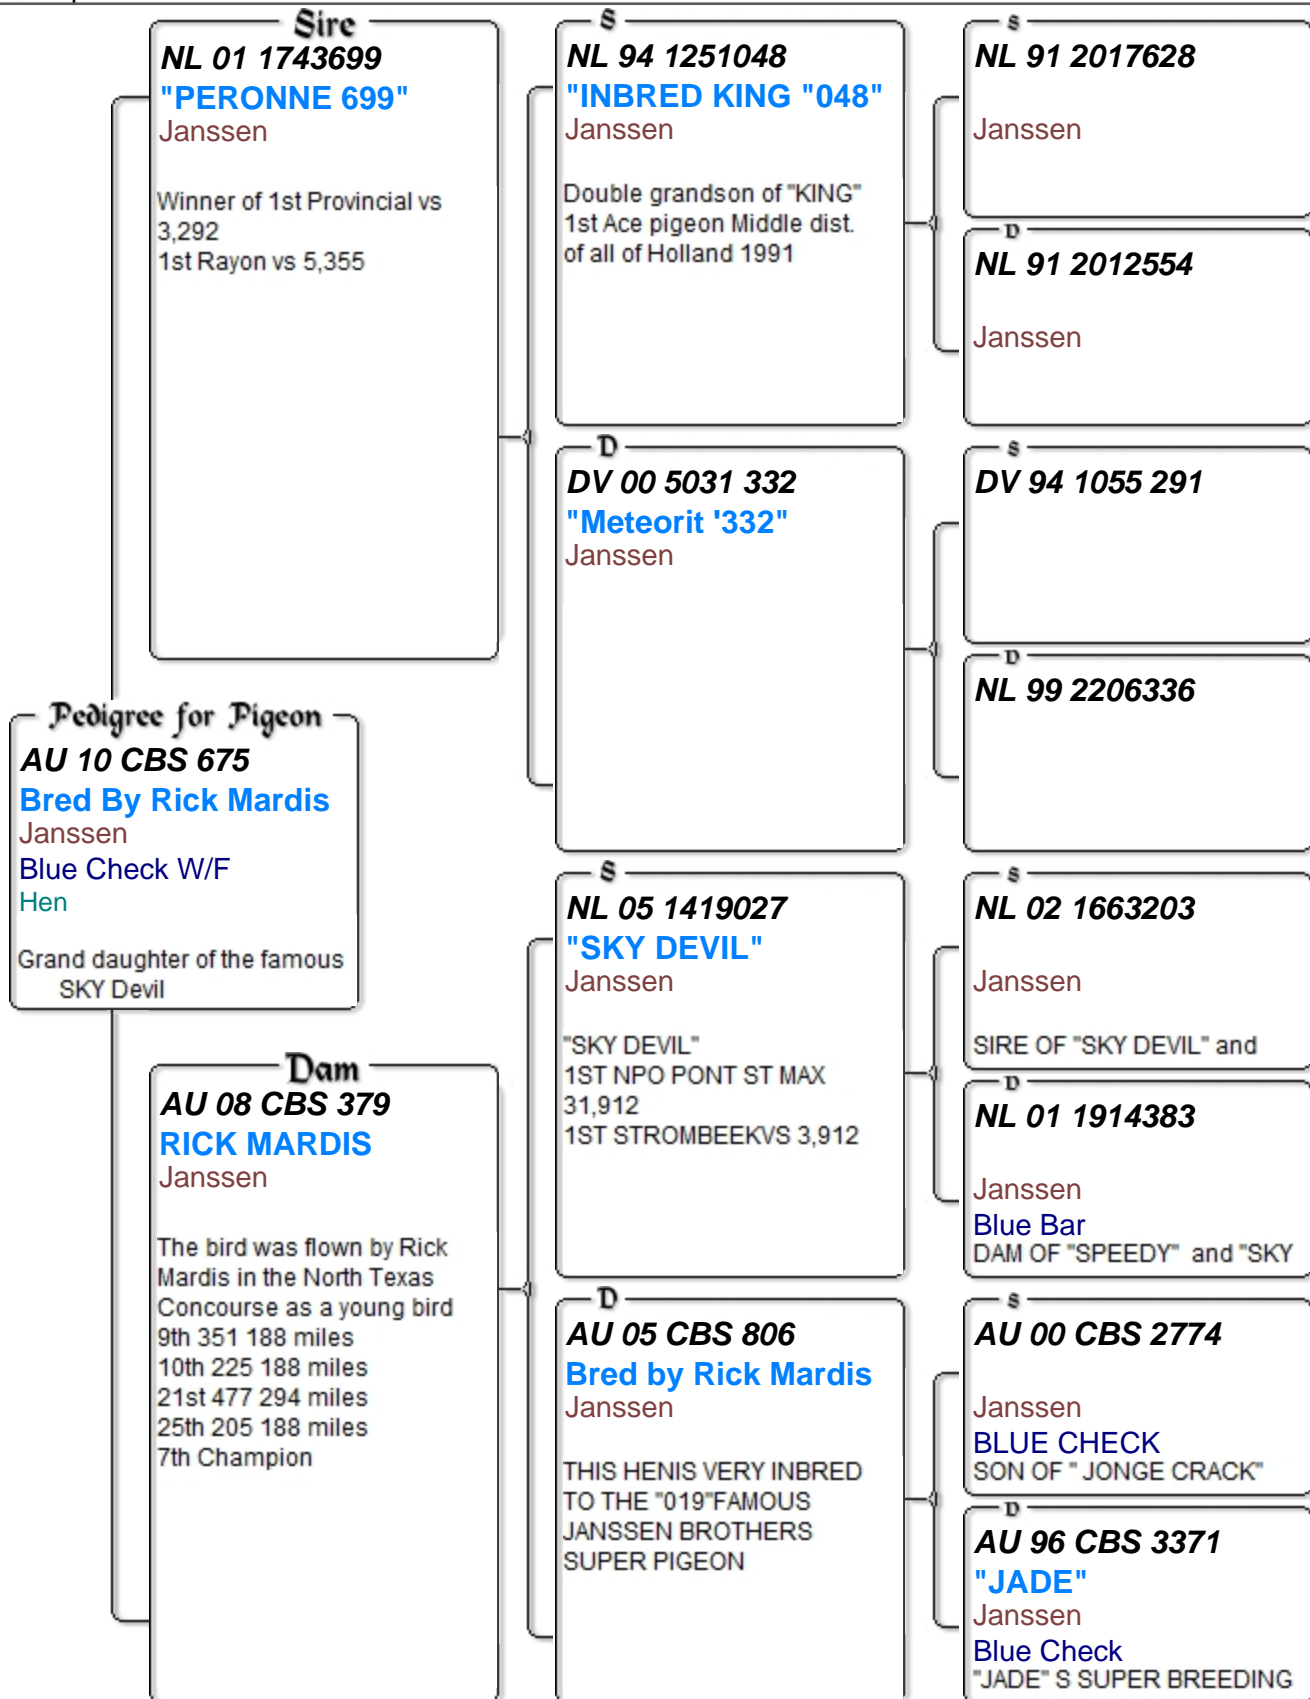 Sire
NL 01 1743699
"PERONNE 699"
Janssen
Winner of 1st Provincial vs
3,292
1st Rayon vs 5,355
Pedigree for Pigeon
AU 10 CBS 675
Bred By Rick Mardis
Janssen
Blue Check W/F
Hen
Grand daughter of the famous
SKY Devil
Dam
AU 08 CBS 379
RICK MARDIS
Janssen
The bird was flown by Rick
Mardis in the North Texas
Concourse as a young bird
9th 351 188 miles
10th 225 188 miles
21st 477 294 miles
25th 205 188 miles
7th Champion
S
NL 94 1251048
"INBRED KING "048"
Janssen
Double grandson of "KING"
1st Ace pigeon Middle dist.
of all of Holland 1991
D
DV 00 5031 332
"Meteorit '332"
Janssen
S
NL 05 1419027
"SKY DEVIL"
Janssen
"SKY DEVIL"
1ST NPO PONT ST MAX
31,912
1ST STROMBEEKVS 3,912
D
AU 05 CBS 806
Bred by Rick Mardis
Janssen
THIS HENIS VERY INBRED
TO THE "019"FAMOUS
JANSSEN BROTHERS
SUPER PIGEON
S
NL 91 2017628
Janssen
D
NL 91 2012554
Janssen
S
DV 94 1055 291
D
NL 99 2206336
S
NL 02 1663203
Janssen
SIRE OF "SKY DEVIL" and
D
NL 01 1914383
Janssen
Blue Bar
DAM OF "SPEEDY" and "SKY
S
AU 00 CBS 2774
Janssen
BLUE CHECK
SON OF " JONGE CRACK"
D
AU 96 CBS 3371
"JADE"
Janssen
Blue Check
"JADE" S SUPER BREEDING